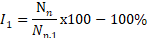 I₁ = Nₙ / Nₙ.₁ x100 − 100%